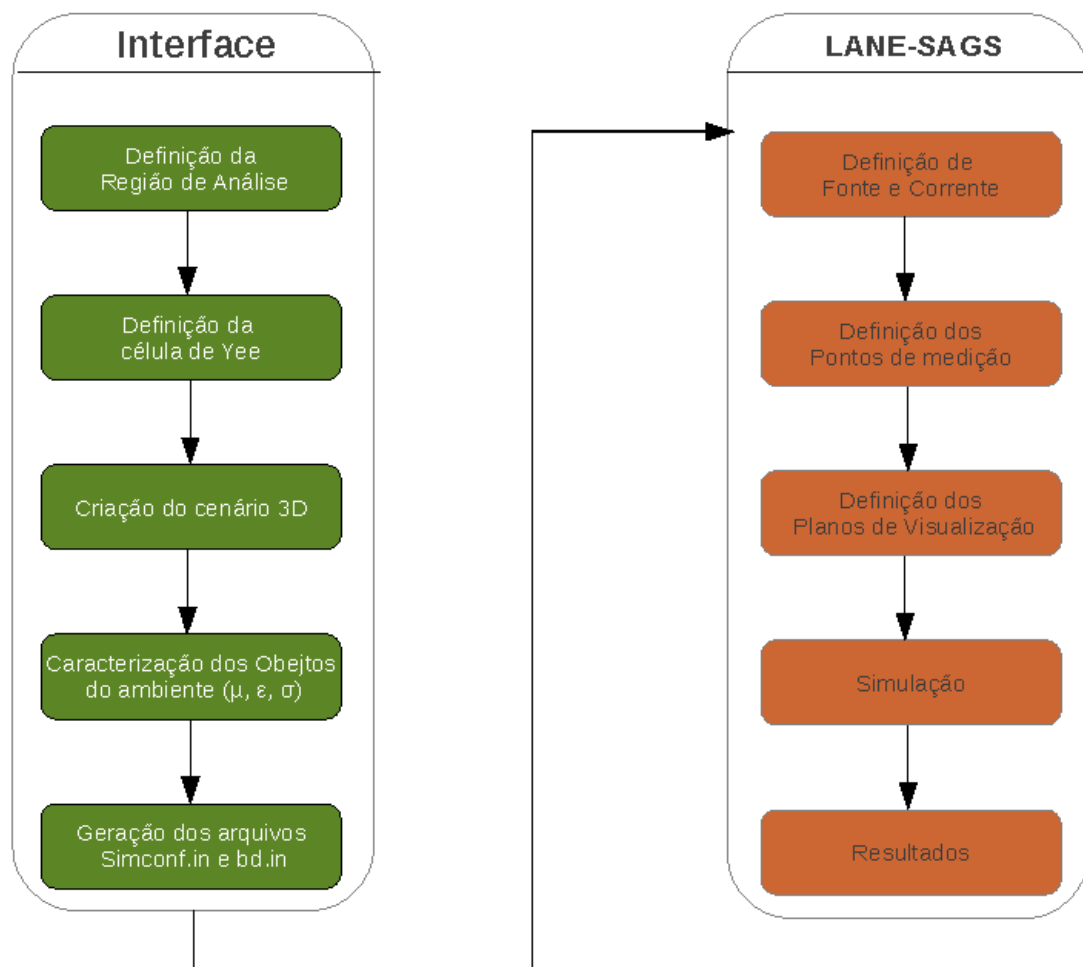 Interface
Definição da
Região de Análise
Definição da
célula de Yee
Criação do cenário 3D
Caracterização dos Obejtos
do ambiente (μ, ε, σ)
Geração dos arquivos
Simconf.in e bd.in
LANE-SAGS
Definição de
Fonte e Corrente
Definição dos
Pontos de medição
Definição dos
Planos de Visualização
Simulação
Resultados